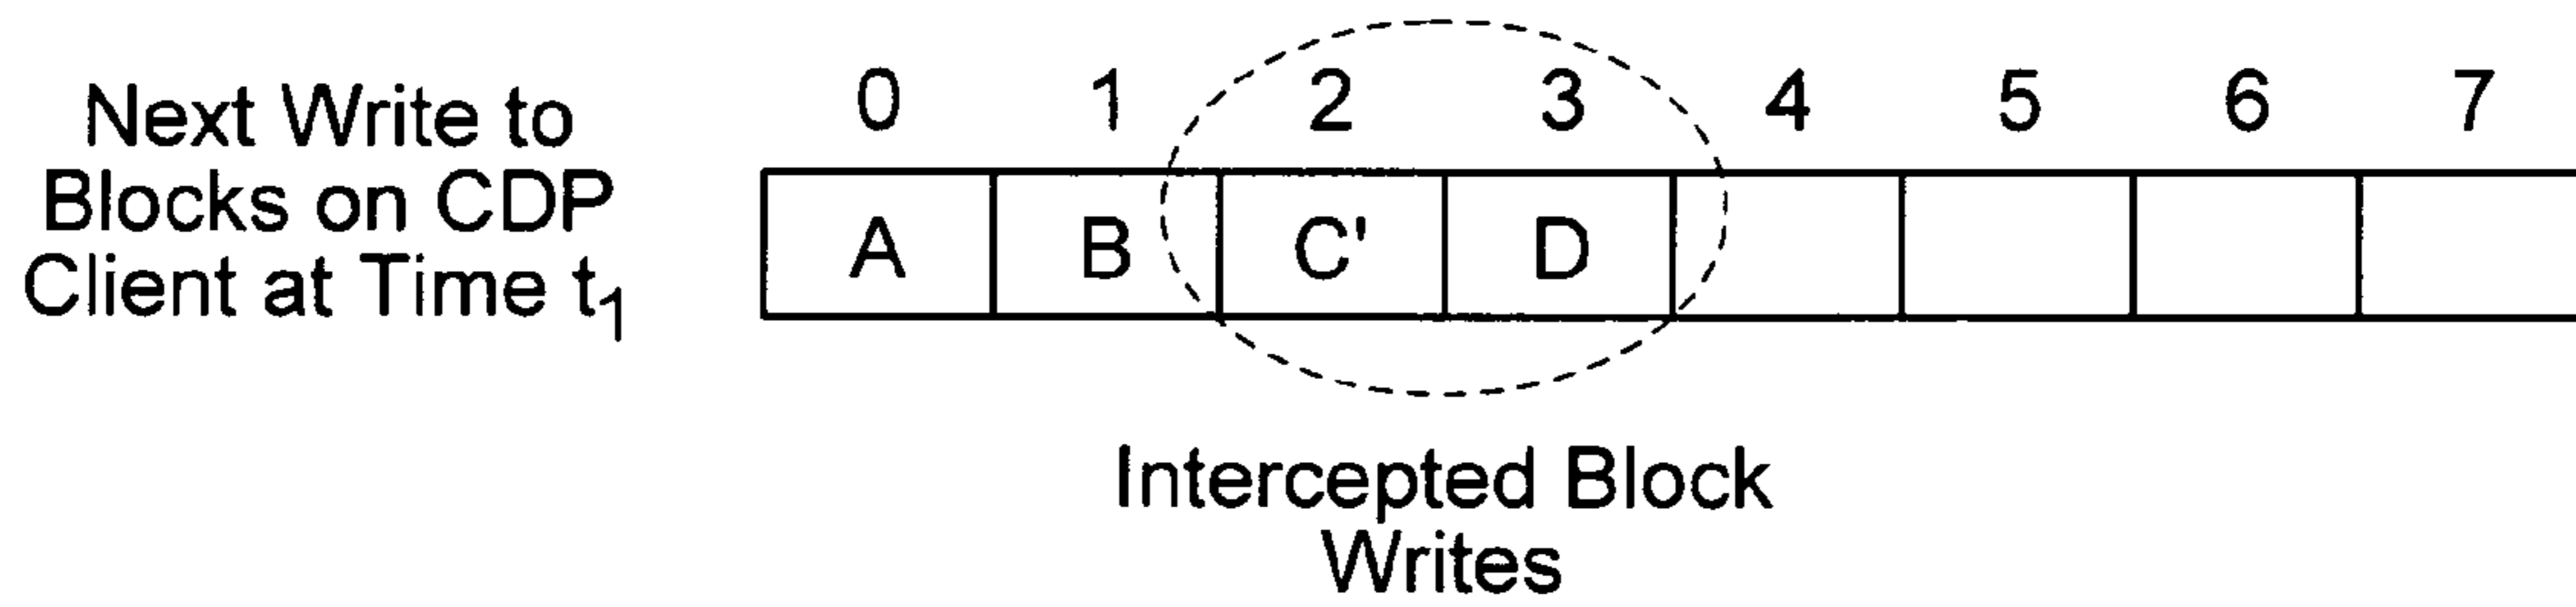 Next Write to
Blocks on CDP
Client at Time t₁
0 1 2 3 4 5 6 7
A B C' D
Intercepted Block
Writes